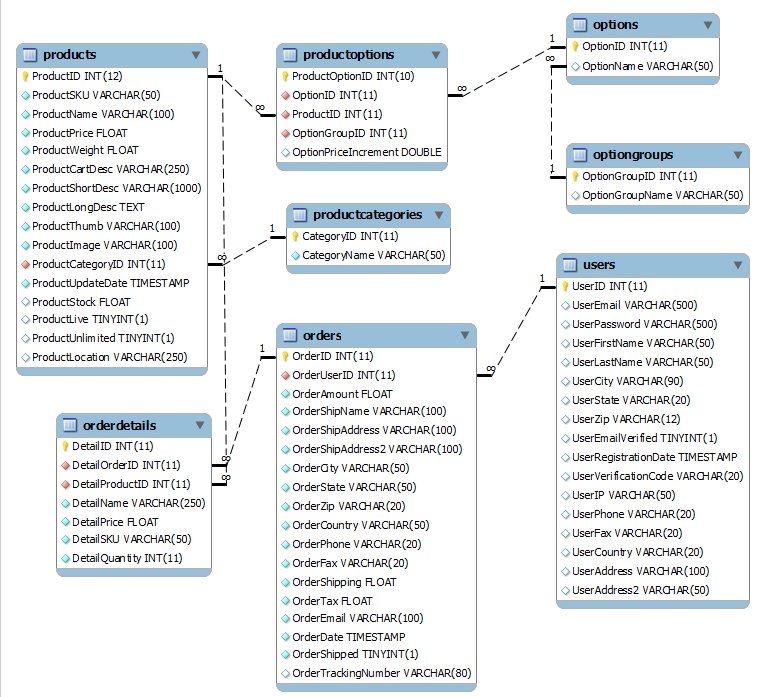 products
ProductID INT(12)
ProductSKU VARCHAR(50)
ProductName VARCHAR(100)
ProductPrice FLOAT
ProductWeight FLOAT
ProductCartDesc VARCHAR(250)
ProductShortDesc VARCHAR(1000)
ProductLongDesc TEXT
ProductThumb VARCHAR(100)
ProductImage VARCHAR(100)
ProductCategoryID INT(11)
ProductUpdateDate TIMESTAMP
ProductStock FLOAT
ProductLive TINYINT(1)
ProductUnlimited TINYINT(1)
ProductLocation VARCHAR(250)
1
∞
productoptions
ProductOptionID INT(10)
OptionID INT(11)
ProductID INT(11)
OptionGroupID INT(11)
OptionPriceIncrement DOUBLE
∞
∞
options
OptionID INT(11)
OptionName VARCHAR(50)
1
∞
optiongroups
OptionGroupID INT(11)
OptionGroupName VARCHAR(50)
1
productcategories
CategoryID INT(11)
CategoryName VARCHAR(50)
1
orders
OrderID INT(11)
OrderUserID INT(11)
OrderAmount FLOAT
OrderShipName VARCHAR(100)
OrderShipAddress VARCHAR(100)
OrderShipAddress2 VARCHAR(100)
OrderCity VARCHAR(50)
OrderState VARCHAR(50)
OrderZip VARCHAR(20)
OrderCountry VARCHAR(50)
OrderPhone VARCHAR(20)
OrderFax VARCHAR(20)
OrderShipping FLOAT
OrderTax FLOAT
OrderEmail VARCHAR(100)
OrderDate TIMESTAMP
OrderShipped TINYINT(1)
OrderTrackingNumber VARCHAR(80)
1
∞
users
UserID INT(11)
UserEmail VARCHAR(500)
UserPassword VARCHAR(500)
UserFirstName VARCHAR(50)
UserLastName VARCHAR(50)
UserCity VARCHAR(90)
UserState VARCHAR(20)
UserZip VARCHAR(12)
UserEmailVerified TINYINT(1)
UserRegistrationDate TIMESTAMP
UserVerificationCode VARCHAR(20)
UserIP VARCHAR(50)
UserPhone VARCHAR(20)
UserFax VARCHAR(20)
UserCountry VARCHAR(20)
UserAddress VARCHAR(100)
UserAddress2 VARCHAR(50)
1
orderdetails
DetailID INT(11)
DetailOrderID INT(11)
DetailProductID INT(11)
DetailName VARCHAR(250)
DetailPrice FLOAT
DetailSKU VARCHAR(50)
DetailQuantity INT(11)
∞
∞